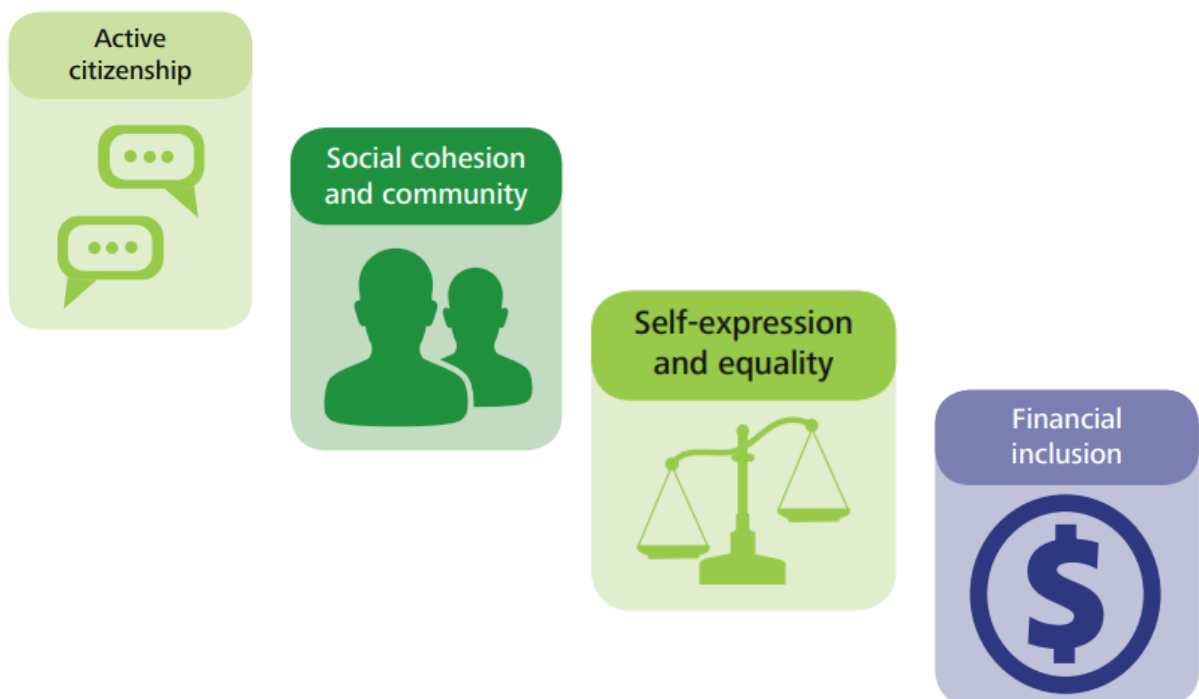 Active
citizenship
Social cohesion
and community
Self-expression
and equality
Financial
inclusion
$